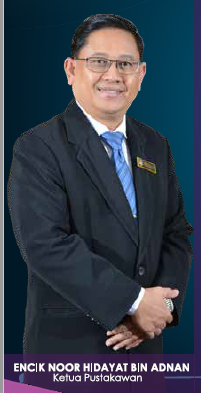 ENCIK NOOR HIDAYAT BIN ADNAN
Ketua Pustakawan